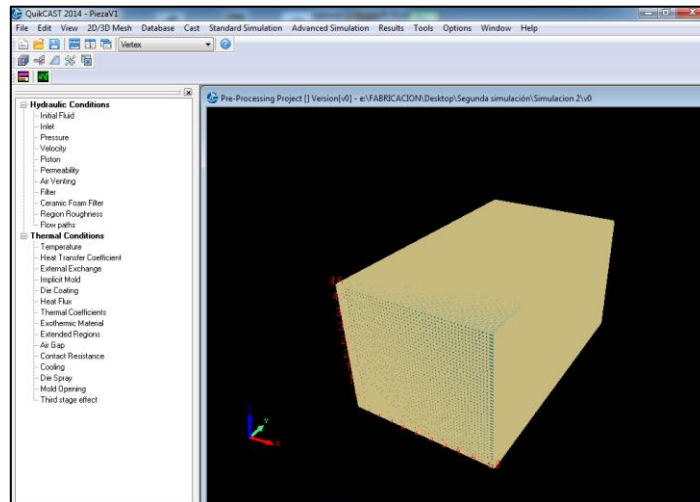 QuikCAST 2014 - PiezaV1
File Edit View 2D/3D Mesh Database Cast Standard Simulation Advanced Simulation Results Tools Options Window Help
Vertex
Pre-Processing Project [] Version[v0] - e:\FABRICACION\Desktop\Segunda simulación\Simulacion 2\v0
Hydraulic Conditions
Initial Fluid
Inlet
Pressure
Velocity
Piston
Permeability
Air Venting
Filter
Ceramic Foam Filter
Region Roughness
Flow paths
Thermal Conditions
Temperature
Heat Transfer Coefficient
External Exchange
Implicit Mold
Die Coating
Heat Flux
Thermal Coefficients
Exothermic Material
Extended Regions
Air Gap
Contact Resistance
Cooling
Die Spray
Mold Opening
Third stage effect